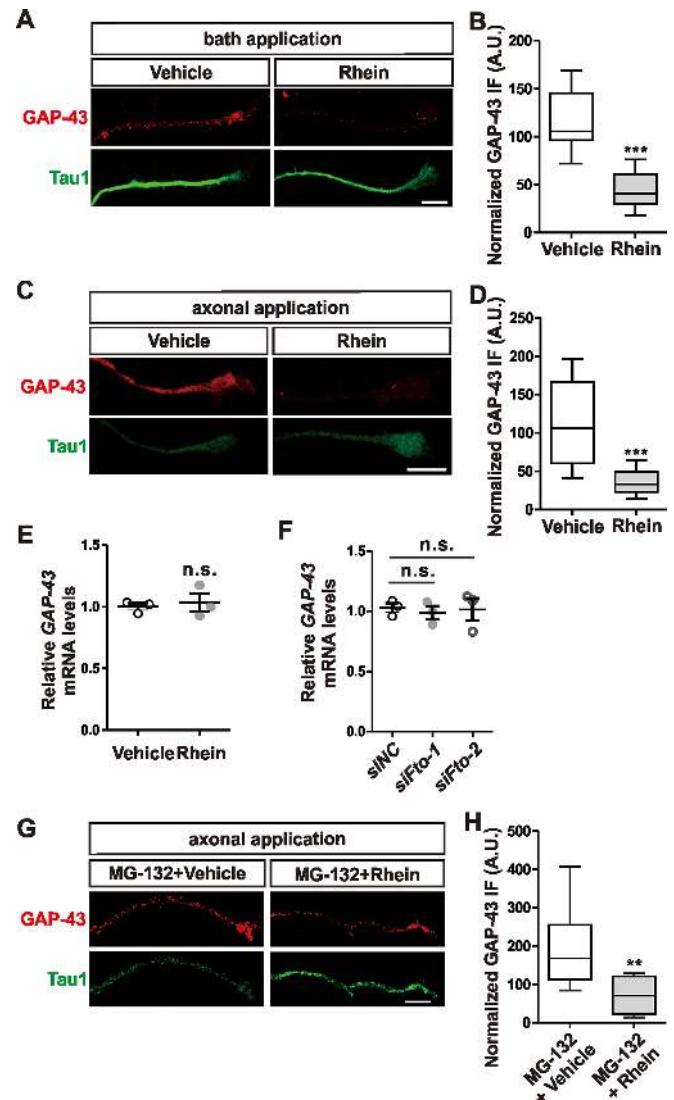 A
bath application
Vehicle Rhein
GAP-43
Tau1
B
Normalized GAP-43 IF (A.U.)
200
150
100
50
0
***
Vehicle Rhein
C
axonal application
Vehicle Rhein
GAP-43
Tau1
D
Normalized GAP-43 IF (A.U.)
250
200
150
100
50
0
***
Vehicle Rhein
E
Relative GAP-43
mRNA levels
1.5
1.0
0.5
0.0
n.s.
Vehicle Rhein
F
Relative GAP-43
mRNA levels
1.5
1.0
0.5
0.0
n.s.
n.s.
siNC
siFto-1
siFto-2
G
axonal application
MG-132+Vehicle MG-132+Rhein
GAP-43
Tau1
H
Normalized GAP-43 IF (A.U.)
500
400
300
200
100
0
**
MG-132
+ Vehicle
MG-132
+ Rhein